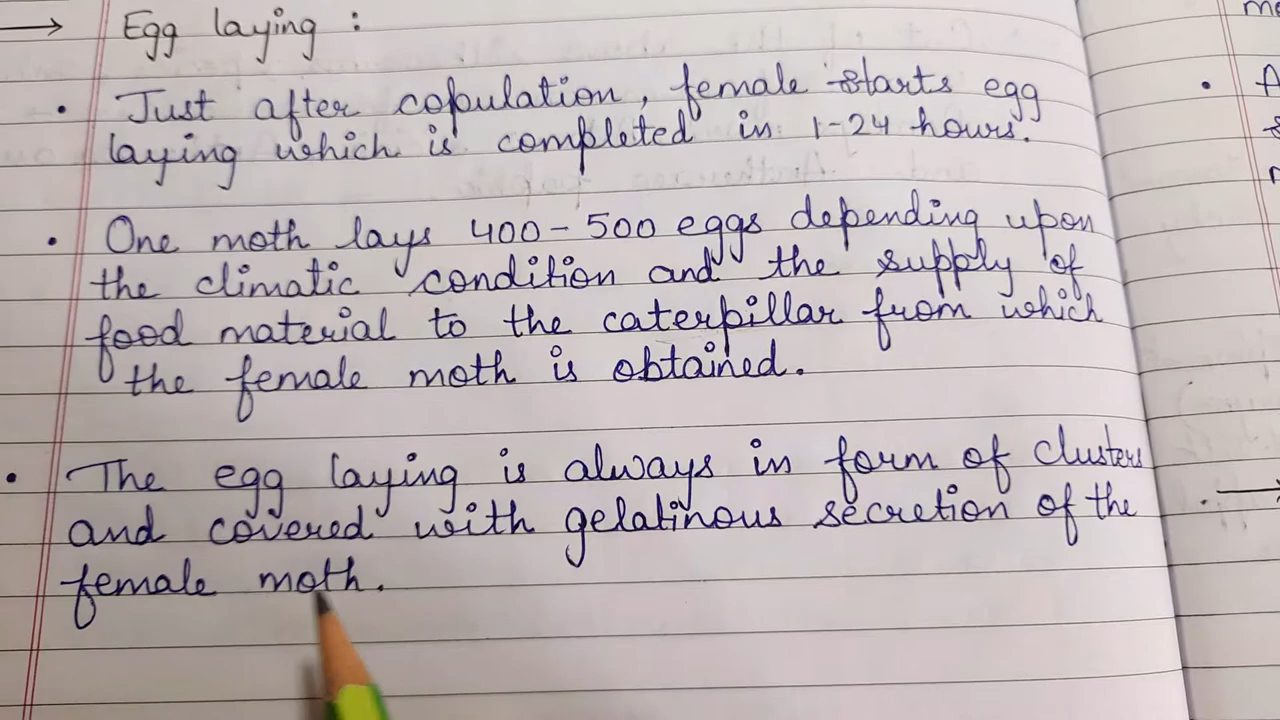 → Egg laying :
• Just after copulation, female starts egg
laying which is completed in 1-24 hours.
• One moth lays 400-500 eggs depending upon
the climatic condition and the supply of
food material to the caterpillar from which
the female moth is obtained.
• The egg laying is always in form of clusters
and covered with gelatinous secretion of the
female moth.